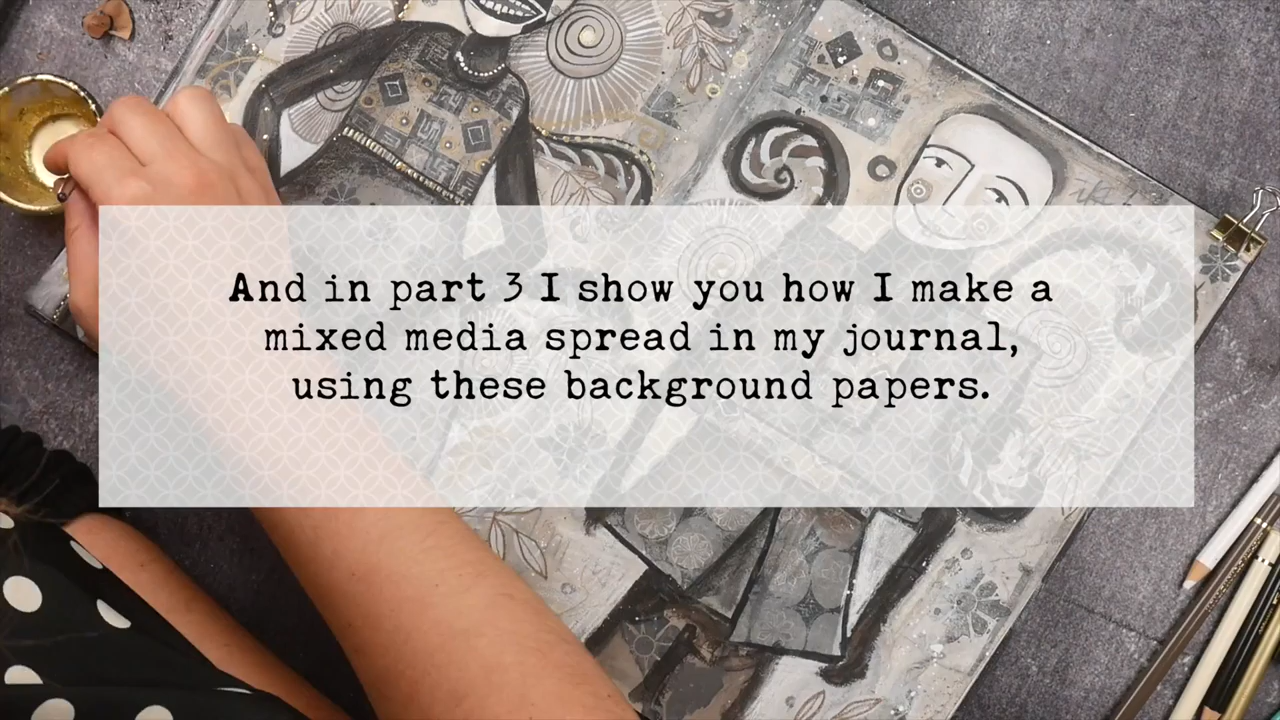 And in part 3 I show you how I make a
mixed media spread in my journal,
using these background papers.